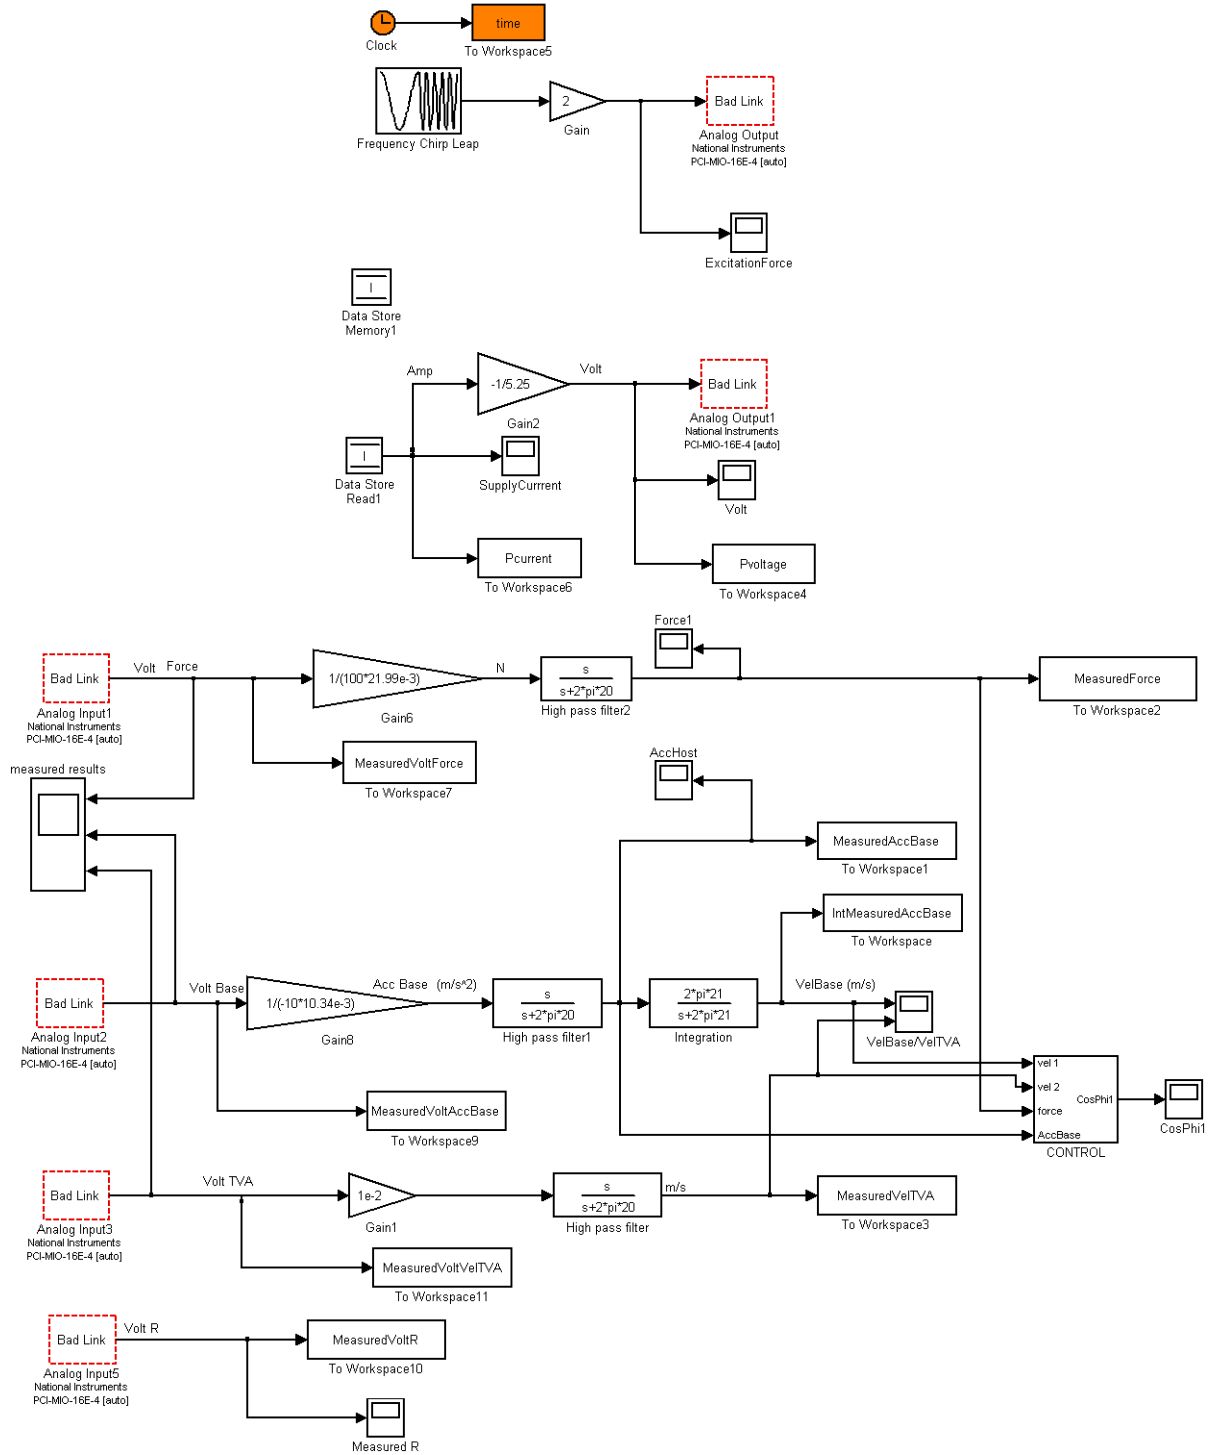 time
Clock
To Workspace5
2
Bad Link
Gain
Frequency Chirp Leap
Analog Output
National Instruments
PCI-MIO-16E-4 [auto]
ExcitationForce
I
Data Store
Memory1
Amp
Volt
-1/5.25
Bad Link
Gain2
Analog Output1
National Instruments
PCI-MIO-16E-4 [auto]
I
Data Store
Read1
SupplyCurrrent
Volt
Pcurrent
To Workspace6
Pvoltage
To Workspace4
Force1
Bad Link
Volt Force
1/(100*21.99e-3)
N
s
s+2*pi*20
MeasuredForce
Analog Input1
National Instruments
PCI-MIO-16E-4 [auto]
Gain6
High pass filter2
To Workspace2
measured results
MeasuredVoltForce
To Workspace7
AccHost
MeasuredAccBase
To Workspace1
IntMeasuredAccBase
To Workspace
Bad Link
Volt Base
1/(-10*10.34e-3)
Acc Base (m/s^2)
s
s+2*pi*20
2*pi*21
s+2*pi*21
VelBase (m/s)
Analog Input2
National Instruments
PCI-MIO-16E-4 [auto]
Gain8
High pass filter1
Integration
VelBase/VelTVA
vel 1
vel 2
force
AccBase
CosPhi1
CONTROL
CosPhi1
MeasuredVoltAccBase
To Workspace9
Bad Link
Volt TVA
1e-2
s
s+2*pi*20
m/s
MeasuredVelTVA
Analog Input3
National Instruments
PCI-MIO-16E-4 [auto]
Gain1
High pass filter
To Workspace3
MeasuredVoltVelTVA
To Workspace11
Bad Link
Volt R
MeasuredVoltR
Analog Input5
National Instruments
PCI-MIO-16E-4 [auto]
To Workspace10
Measured R